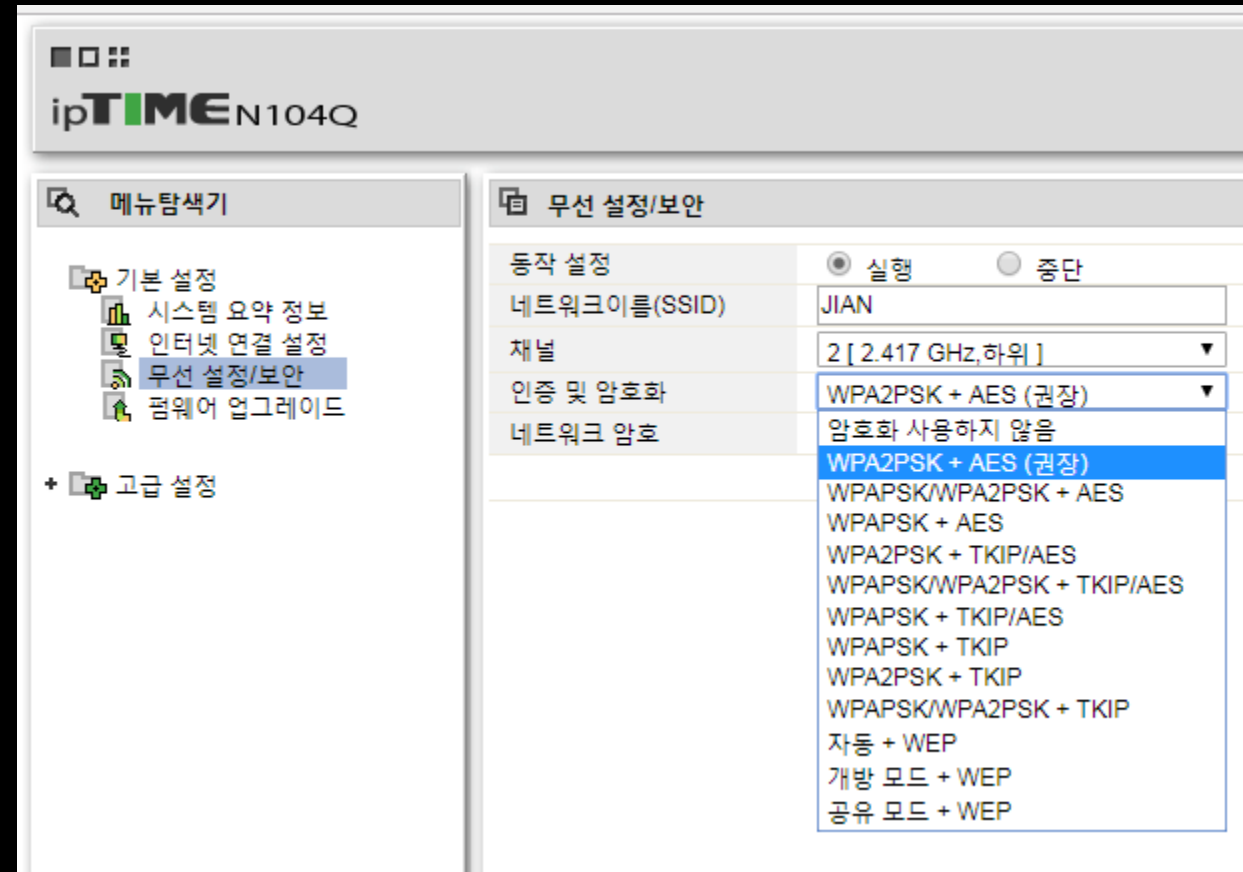 ipTIME N104Q
메뉴탐색기
기본 설정
시스템 요약 정보
인터넷 연결 설정
무선 설정/보안
펌웨어 업그레이드
고급 설정
무선 설정/보안
동작 설정 실행 중단
네트워크이름(SSID) JIAN
채널 2 [ 2.417 GHz,하위 ]
인증 및 암호화 WPA2PSK + AES (권장)
네트워크 암호
암호화 사용하지 않음
WPA2PSK + AES (권장)
WPAPSK/WPA2PSK + AES
WPAPSK + AES
WPA2PSK + TKIP/AES
WPAPSK/WPA2PSK + TKIP/AES
WPAPSK + TKIP/AES
WPAPSK + TKIP
WPA2PSK + TKIP
WPAPSK/WPA2PSK + TKIP
자동 + WEP
개방 모드 + WEP
공유 모드 + WEP